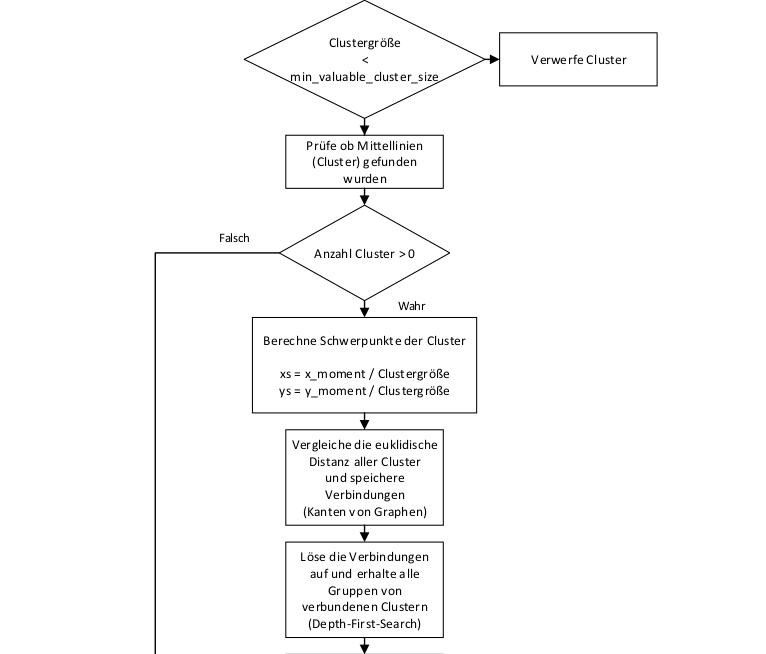 Clustergröße
<
min_valuable_cluster_size
Verwerfe Cluster
Prüfe ob Mittellinien
(Cluster) gefunden
wurden
Falsch
Anzahl Cluster > 0
Wahr
Berechne Schwerpunkte der Cluster
xs = x_moment / Clustergröße
ys = y_moment / Clustergröße
Vergleiche die euklidische
Distanz aller Cluster
und speichere
Verbindungen
(Kanten von Graphen)
Löse die Verbindungen
auf und erhalte alle
Gruppen von
verbundenen Clustern
(Depth-First-Search)